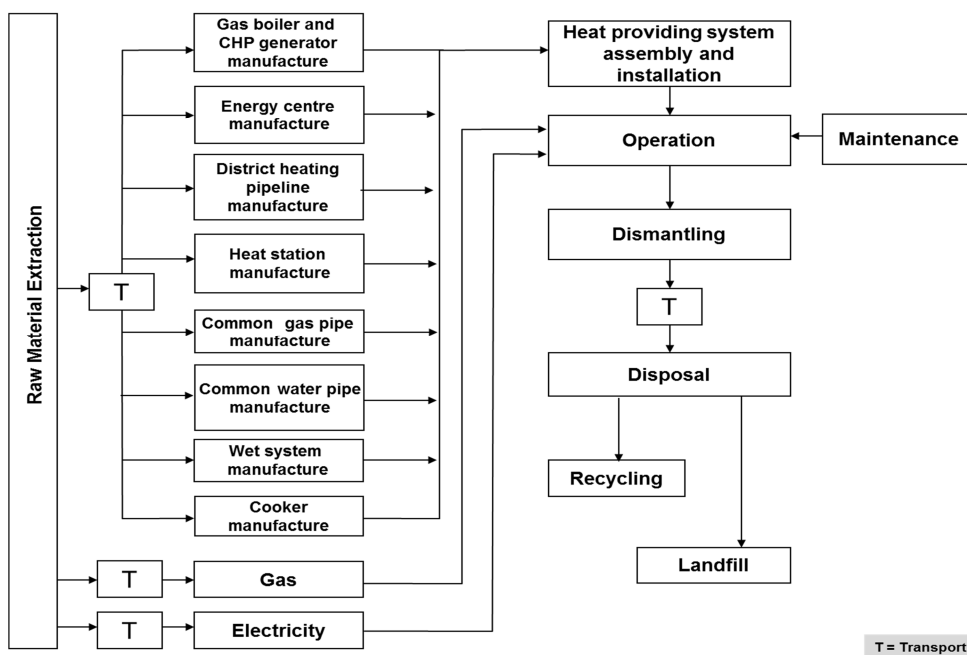 Raw Material Extraction
T
Gas boiler and
CHP generator
manufacture
Energy centre
manufacture
District heating
pipeline
manufacture
Heat station
manufacture
Common gas pipe
manufacture
Common water pipe
manufacture
Wet system
manufacture
Cooker
manufacture
T
Gas
T
Electricity
Heat providing system
assembly and
installation
Operation
Maintenance
Dismantling
T
Disposal
Recycling
Landfill
T = Transport